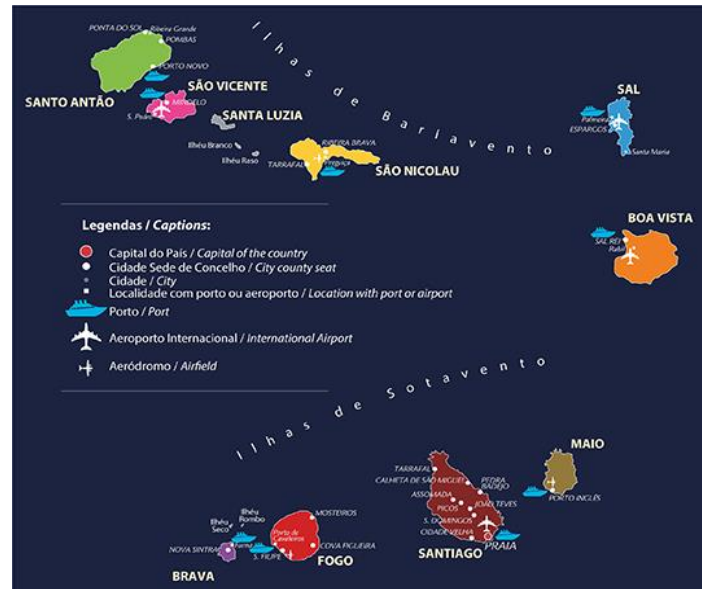 PONTA DO SOL
Ribeira Grande
POMBAS
PORTO NOVO
SANTO ANTÃO
SÃO VICENTE
MINDELO
S. Pedro
SANTA LUZIA
Ilhéu Branco
Ilhéu Raso
Ilhas de Barlavento
RIBEIRA BRAVA
TARRAFAL
Preguiça
SÃO NICOLAU
SAL
Palmeira
ESPARGOS
Santa Maria
BOA VISTA
SAL REI
Rabil
Legendas / Captions:
Capital do País / Capital of the country
Cidade Sede de Concelho / City county seat
Cidade / City
Localidade com porto ou aeroporto / Location with port or airport
Porto / Port
Aeroporto Internacional / International Airport
Aeródromo / Airfield
Ilhas de Sotavento
MAIO
PORTO INGLÊS
TARRAFAL
CALHETA DE SÃO MIGUEL
PEDRA
BADEJO
ASSOMADA
PICOS
JOÃO TEVES
S. DOMINGOS
CIDADE VELHA
PRAIA
SANTIAGO
MOSTEIROS
Porto de
Cavaleiros
COVA FIGUEIRA
S. FILIPE
FOGO
Ilhéu
Rombo
Ilhéu
Seco
Furna
NOVA SINTRA
BRAVA